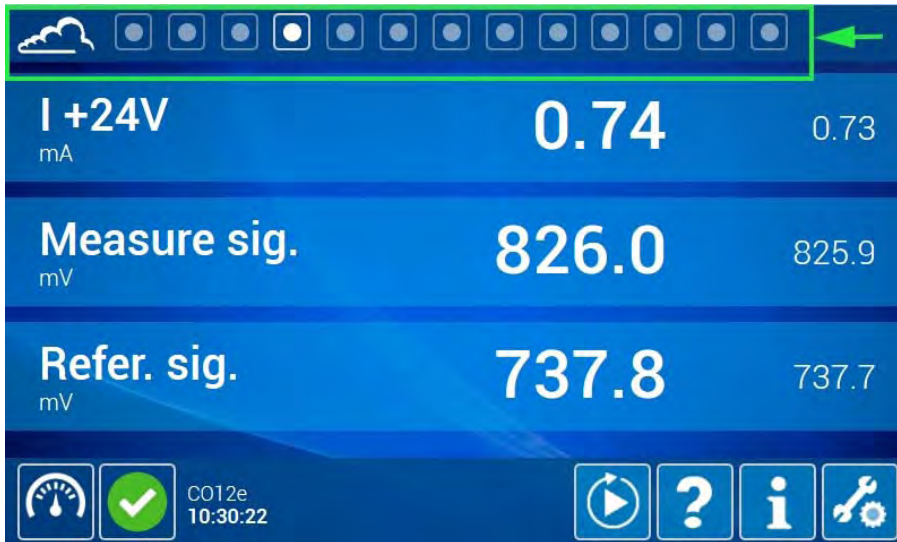 I +24V
mA
0.74
0.73
Measure sig.
mV
826.0
825.9
Refer. sig.
mV
737.8
737.7
CO12e
10:30:22
?
i